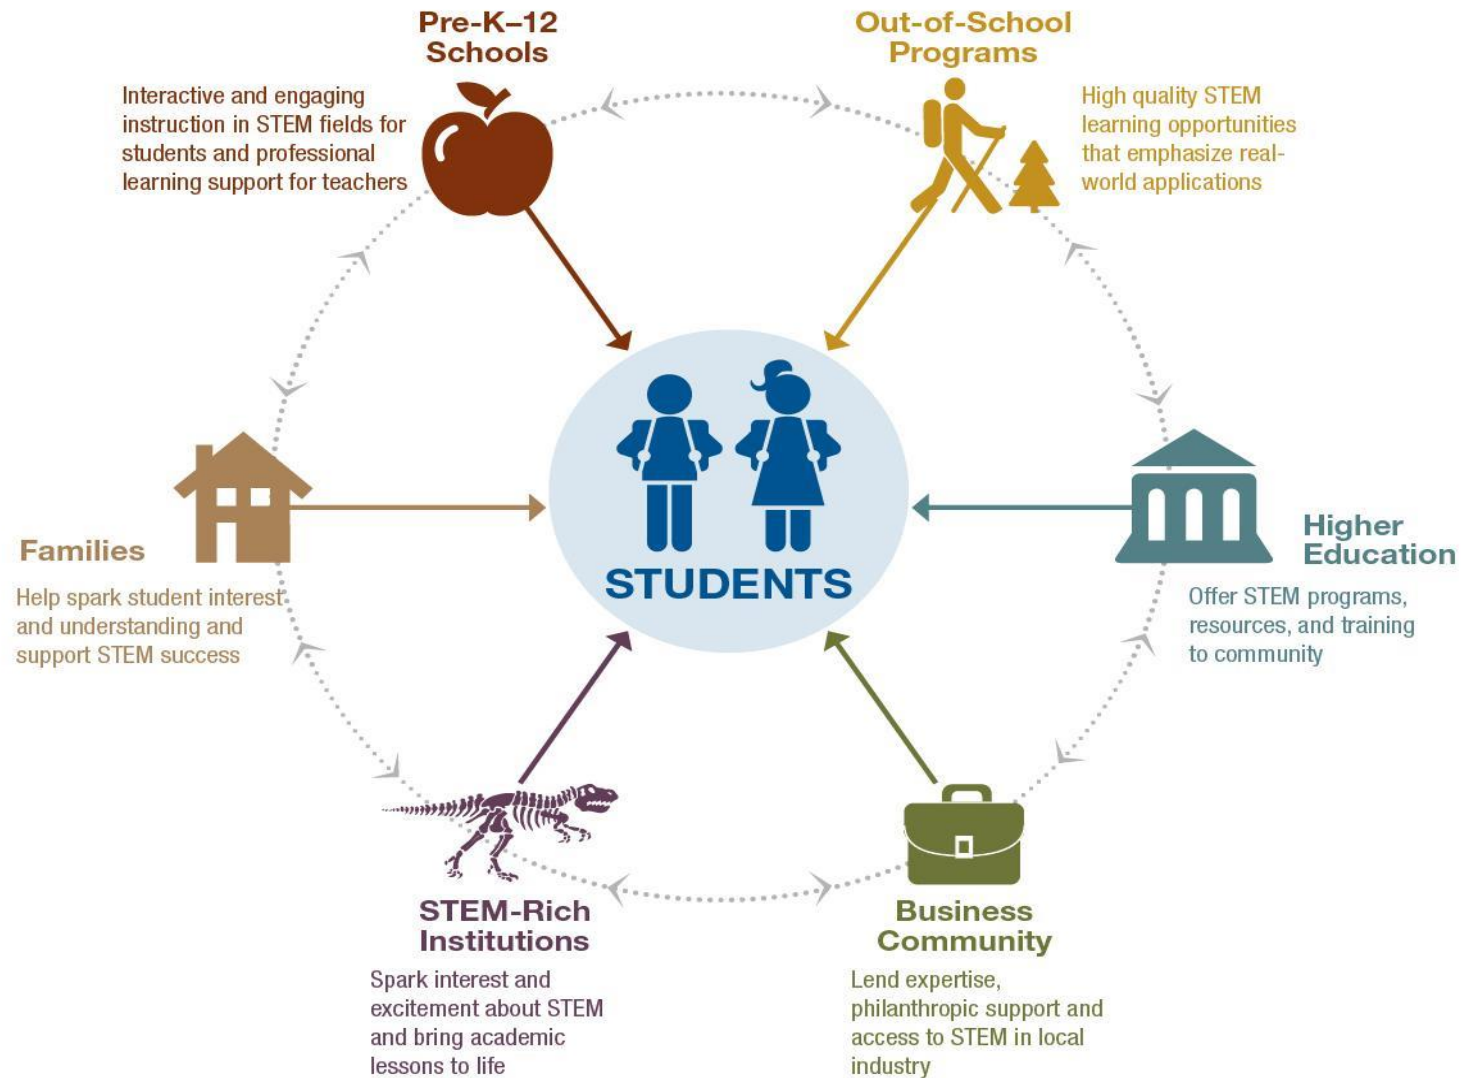 Pre-K–12
Schools
Interactive and engaging
instruction in STEM fields for
students and professional
learning support for teachers
Out-of-School
Programs
High quality STEM
learning opportunities
that emphasize real-
world applications
Families
Help spark student interest
and understanding and
support STEM success
STUDENTS
Higher
Education
Offer STEM programs,
resources, and training
to community
STEM-Rich
Institutions
Spark interest and
excitement about STEM
and bring academic
lessons to life
Business
Community
Lend expertise,
philanthropic support and
access to STEM in local
industry